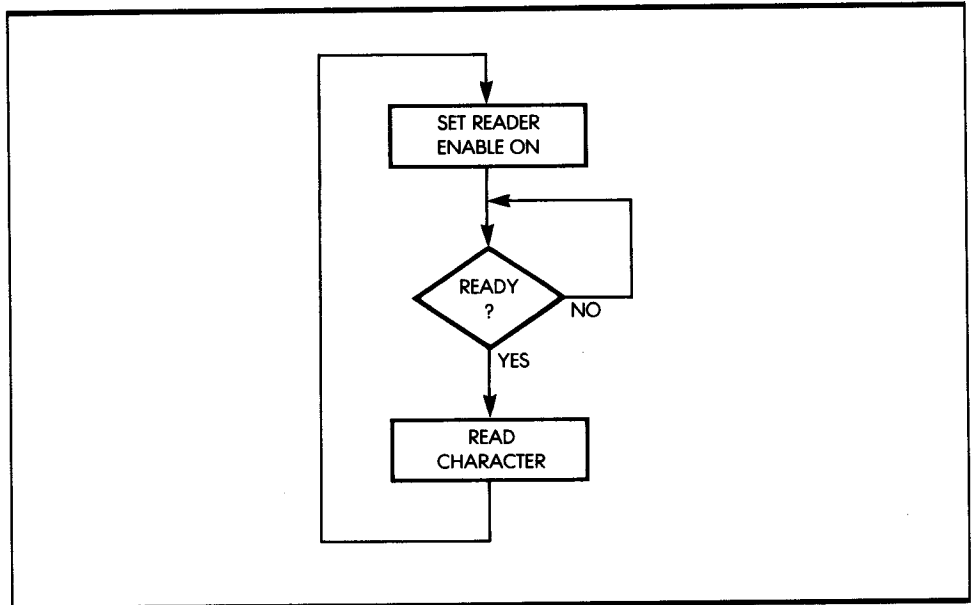 SET READER
ENABLE ON
READY
?
NO
YES
READ
CHARACTER